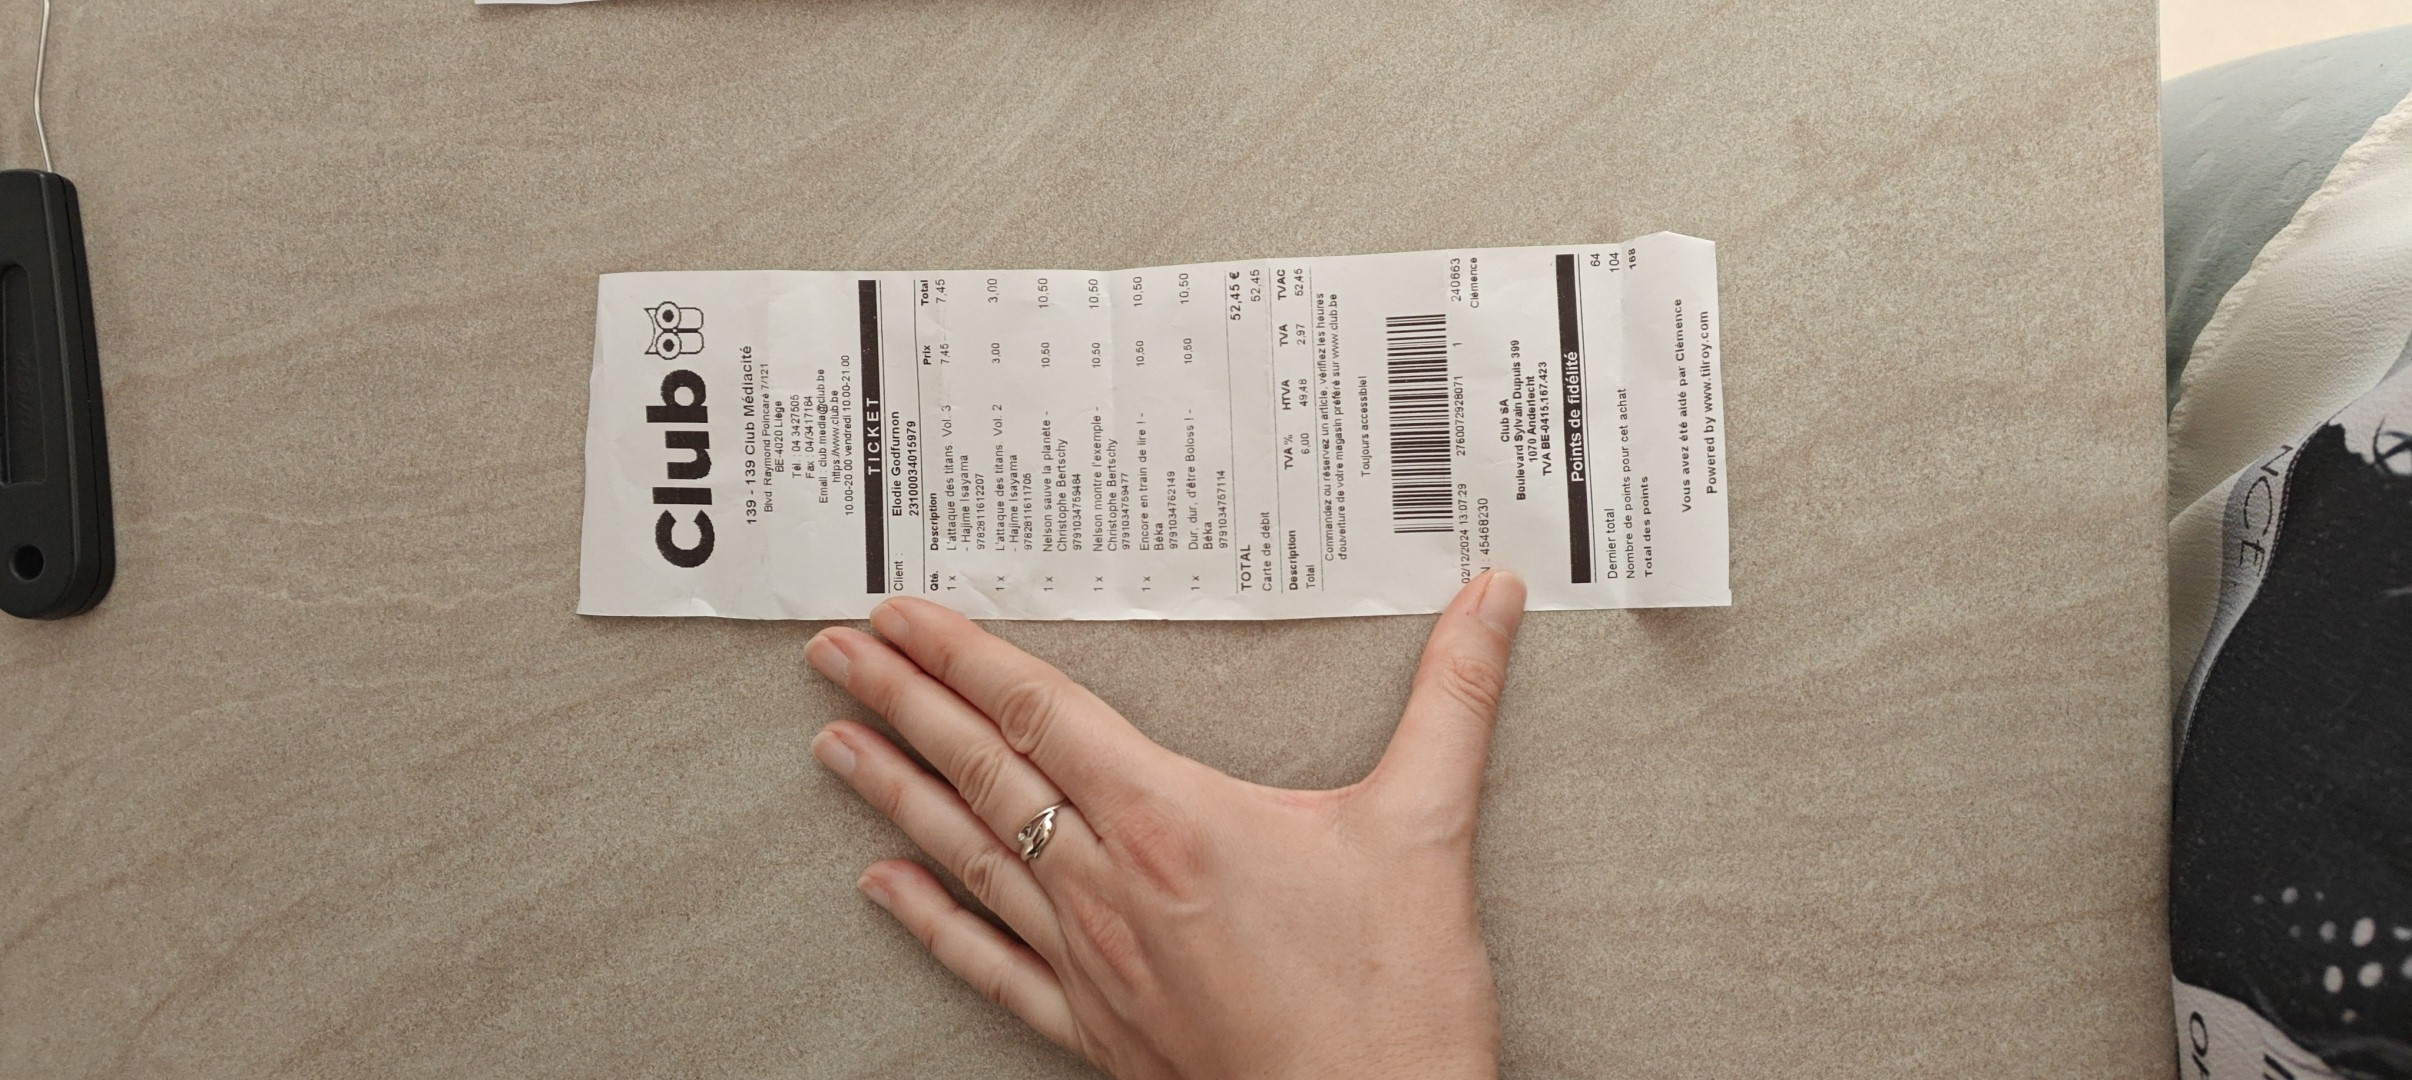 Club
139 - 139 Club Médiacité
Blvd. Raymond Poincaré 7/121
BE-4020 Liège
Tel : 04 3427505
Fax : 04/3417184
Email : club.media@club.be
https://www.club.be
10.00-20.00 vendredi 10.00-21.00
TICKET
Client : Elodie Godfurnon
2310003401597​9
Qté. Description Prix Total
1 x L'attaque des titans Vol. 3 7,45 7,45
- Hajime Isayama
9782811612207
1 x L'attaque des titans Vol. 2 3,00 3,00
- Hajime Isayama
9782811611705
1 x Nelson sauve la planète - 10,50 10,50
Christophe Bertschy
9791034759484
1 x Nelson montre l'exemple - 10,50 10,50
Christophe Bertschy
9791034759477
1 x Encore en train de lire ! - 10,50 10,50
Béka
9791034762149
1 x Dur, dur, d'être Boloss ! - 10,50 10,50
Béka
9791034757114
TOTAL 52,45 €
Carte de débit 52,45
Description TVA % HTVA TVA TVAC
Total 6,00 49,48 2,97 52,45
Commandez ou réservez un article, vérifiez les heures
d'ouverture de votre magasin préféré sur www.club.be
Toujours accessible!
02/12/2024 13:07:29 2760072928071 1 240663
: 45468230 Clémence
Club SA
Boulevard Sylvain Dupuis 399
1070 Anderlecht
TVA BE-0415.167.423
Points de fidélité
Dernier total 64
Nombre de points pour cet achat 104
Total des points 168
Vous avez été aidé par Clémence
Powered by www.tilroy.com